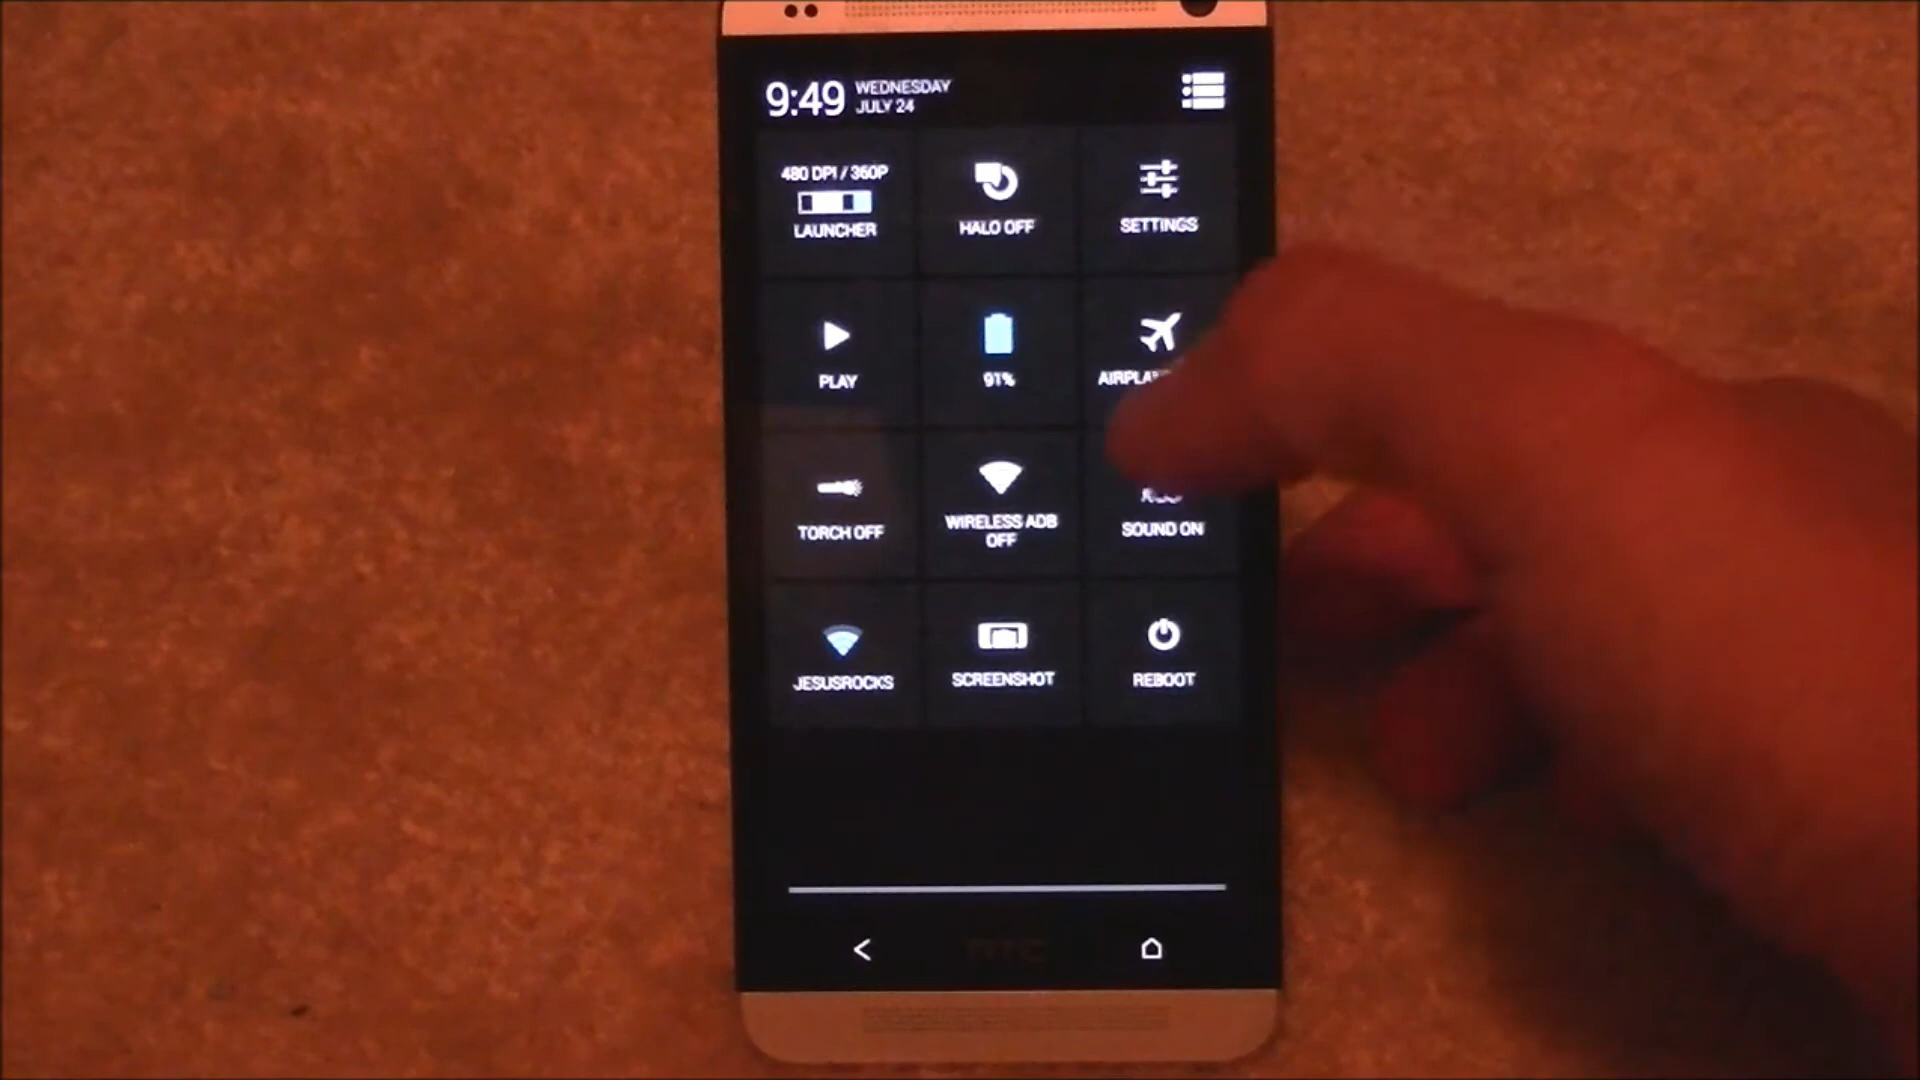 9:49 WEDNESDAY
JULY 24
480 DPI / 360P
LAUNCHER
HALO OFF
SETTINGS
PLAY
91%
TORCH OFF
WIRELESS ADB
OFF
SOUND ON
JESUSROCKS
SCREENSHOT
REBOOT
hTC